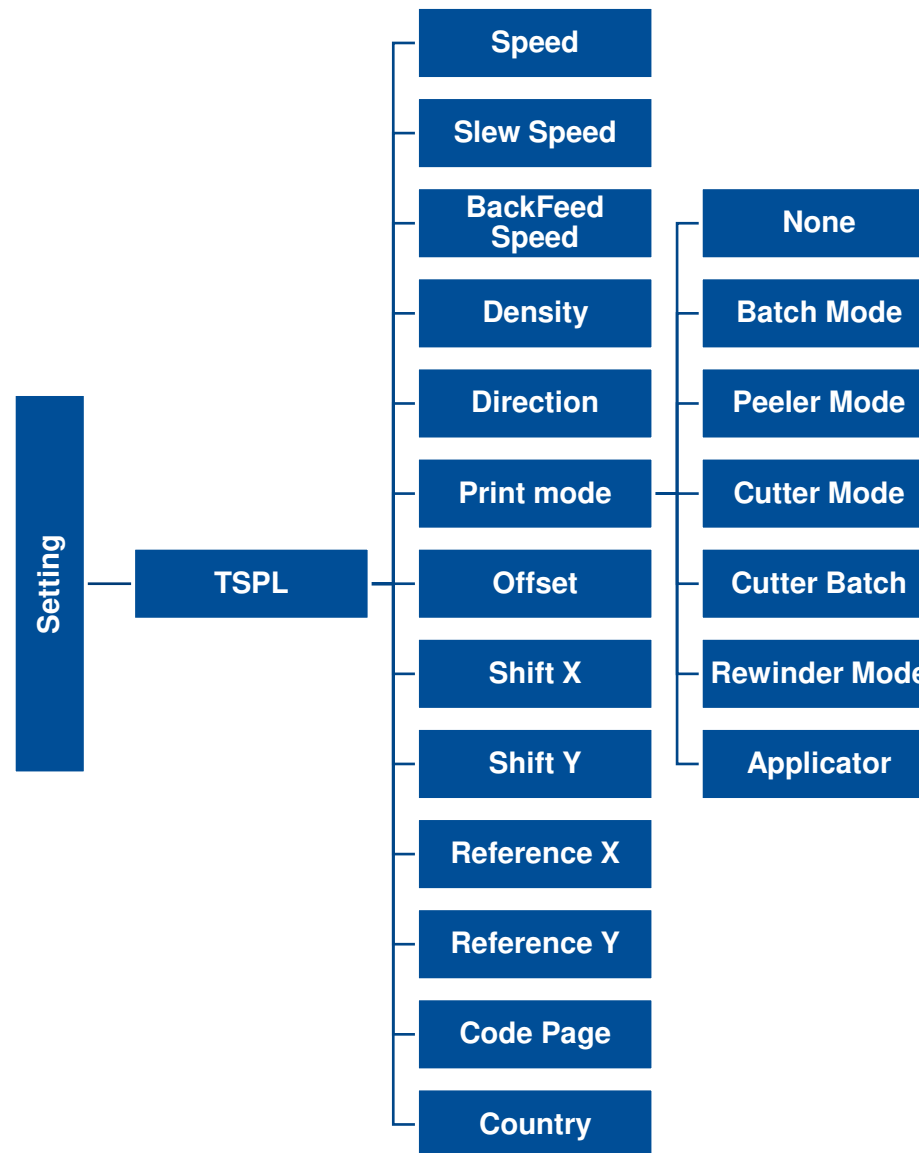 Setting
TSPL
Speed
Slew Speed
BackFeed
Speed
Density
Direction
Print mode
Offset
Shift X
Shift Y
Reference X
Reference Y
Code Page
Country
None
Batch Mode
Peeler Mode
Cutter Mode
Cutter Batch
Rewinder Mode
Applicator